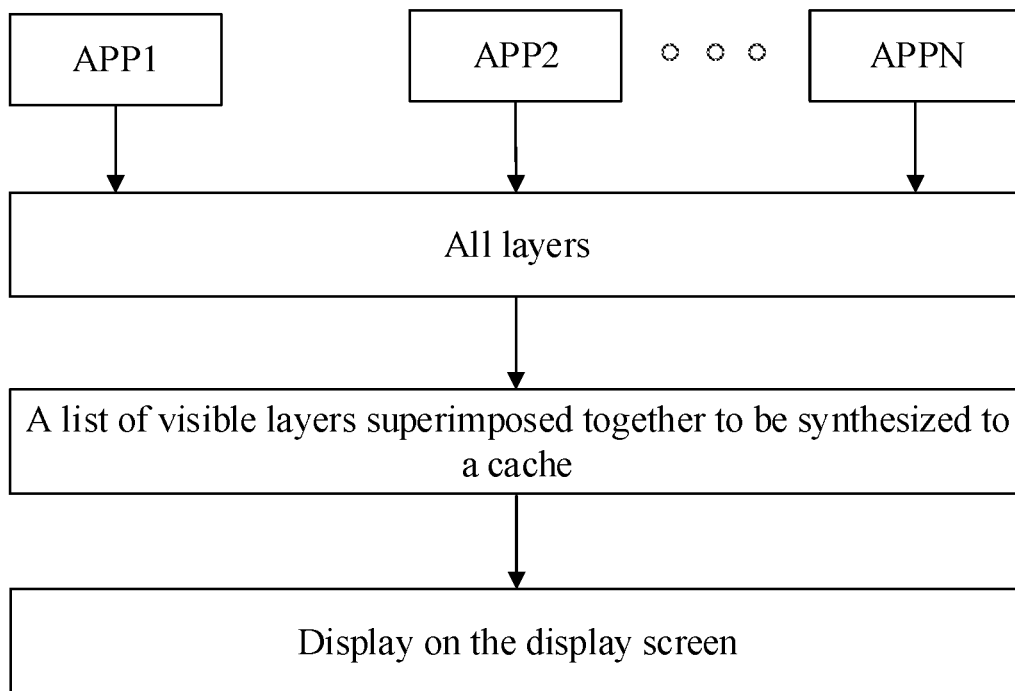 APP1
APP2
APPN
All layers
A list of visible layers superimposed together to be synthesized to
a cache
Display on the display screen